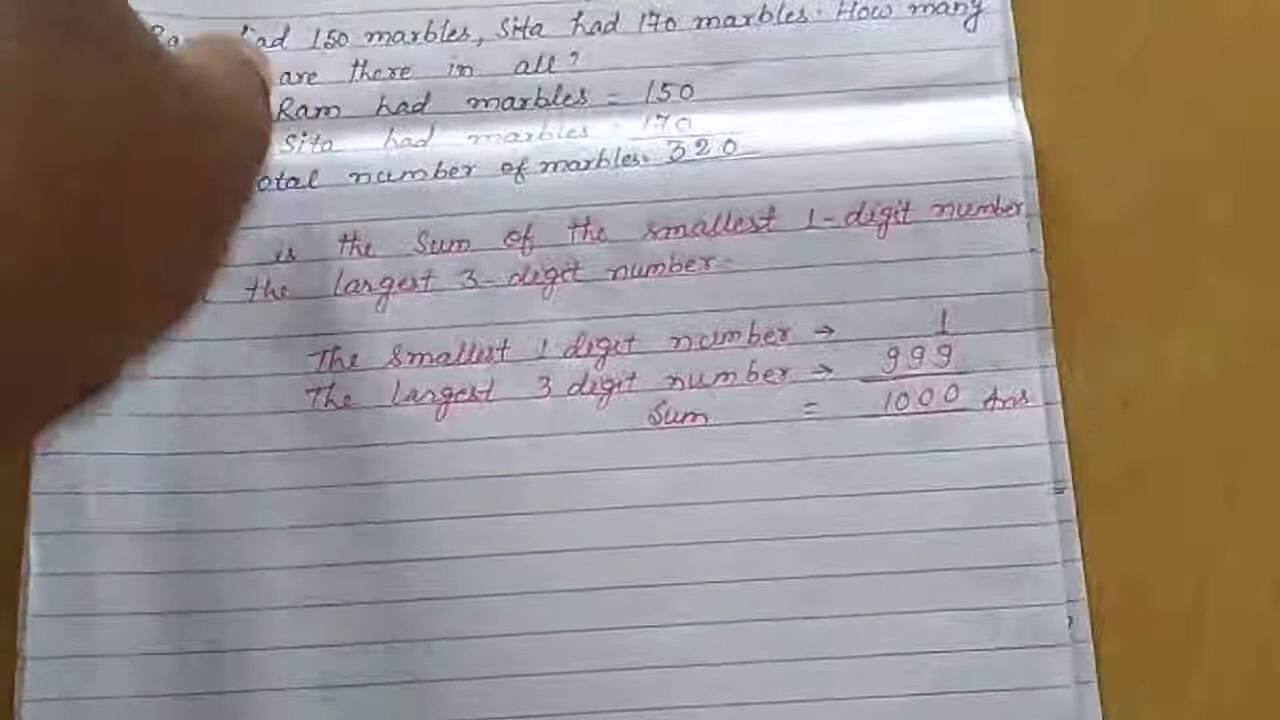 had 150 marbles, Sita had 170 marbles. How many
are there in all?
Ram had marbles = 150
Sita had marbles = 170
otal number of marbles = 320
is the Sum of the smallest 1-digit number
the largest 3-digit number.
The smallest 1 digit number → 1
The largest 3 digit number → 999
Sum = 1000 Ans